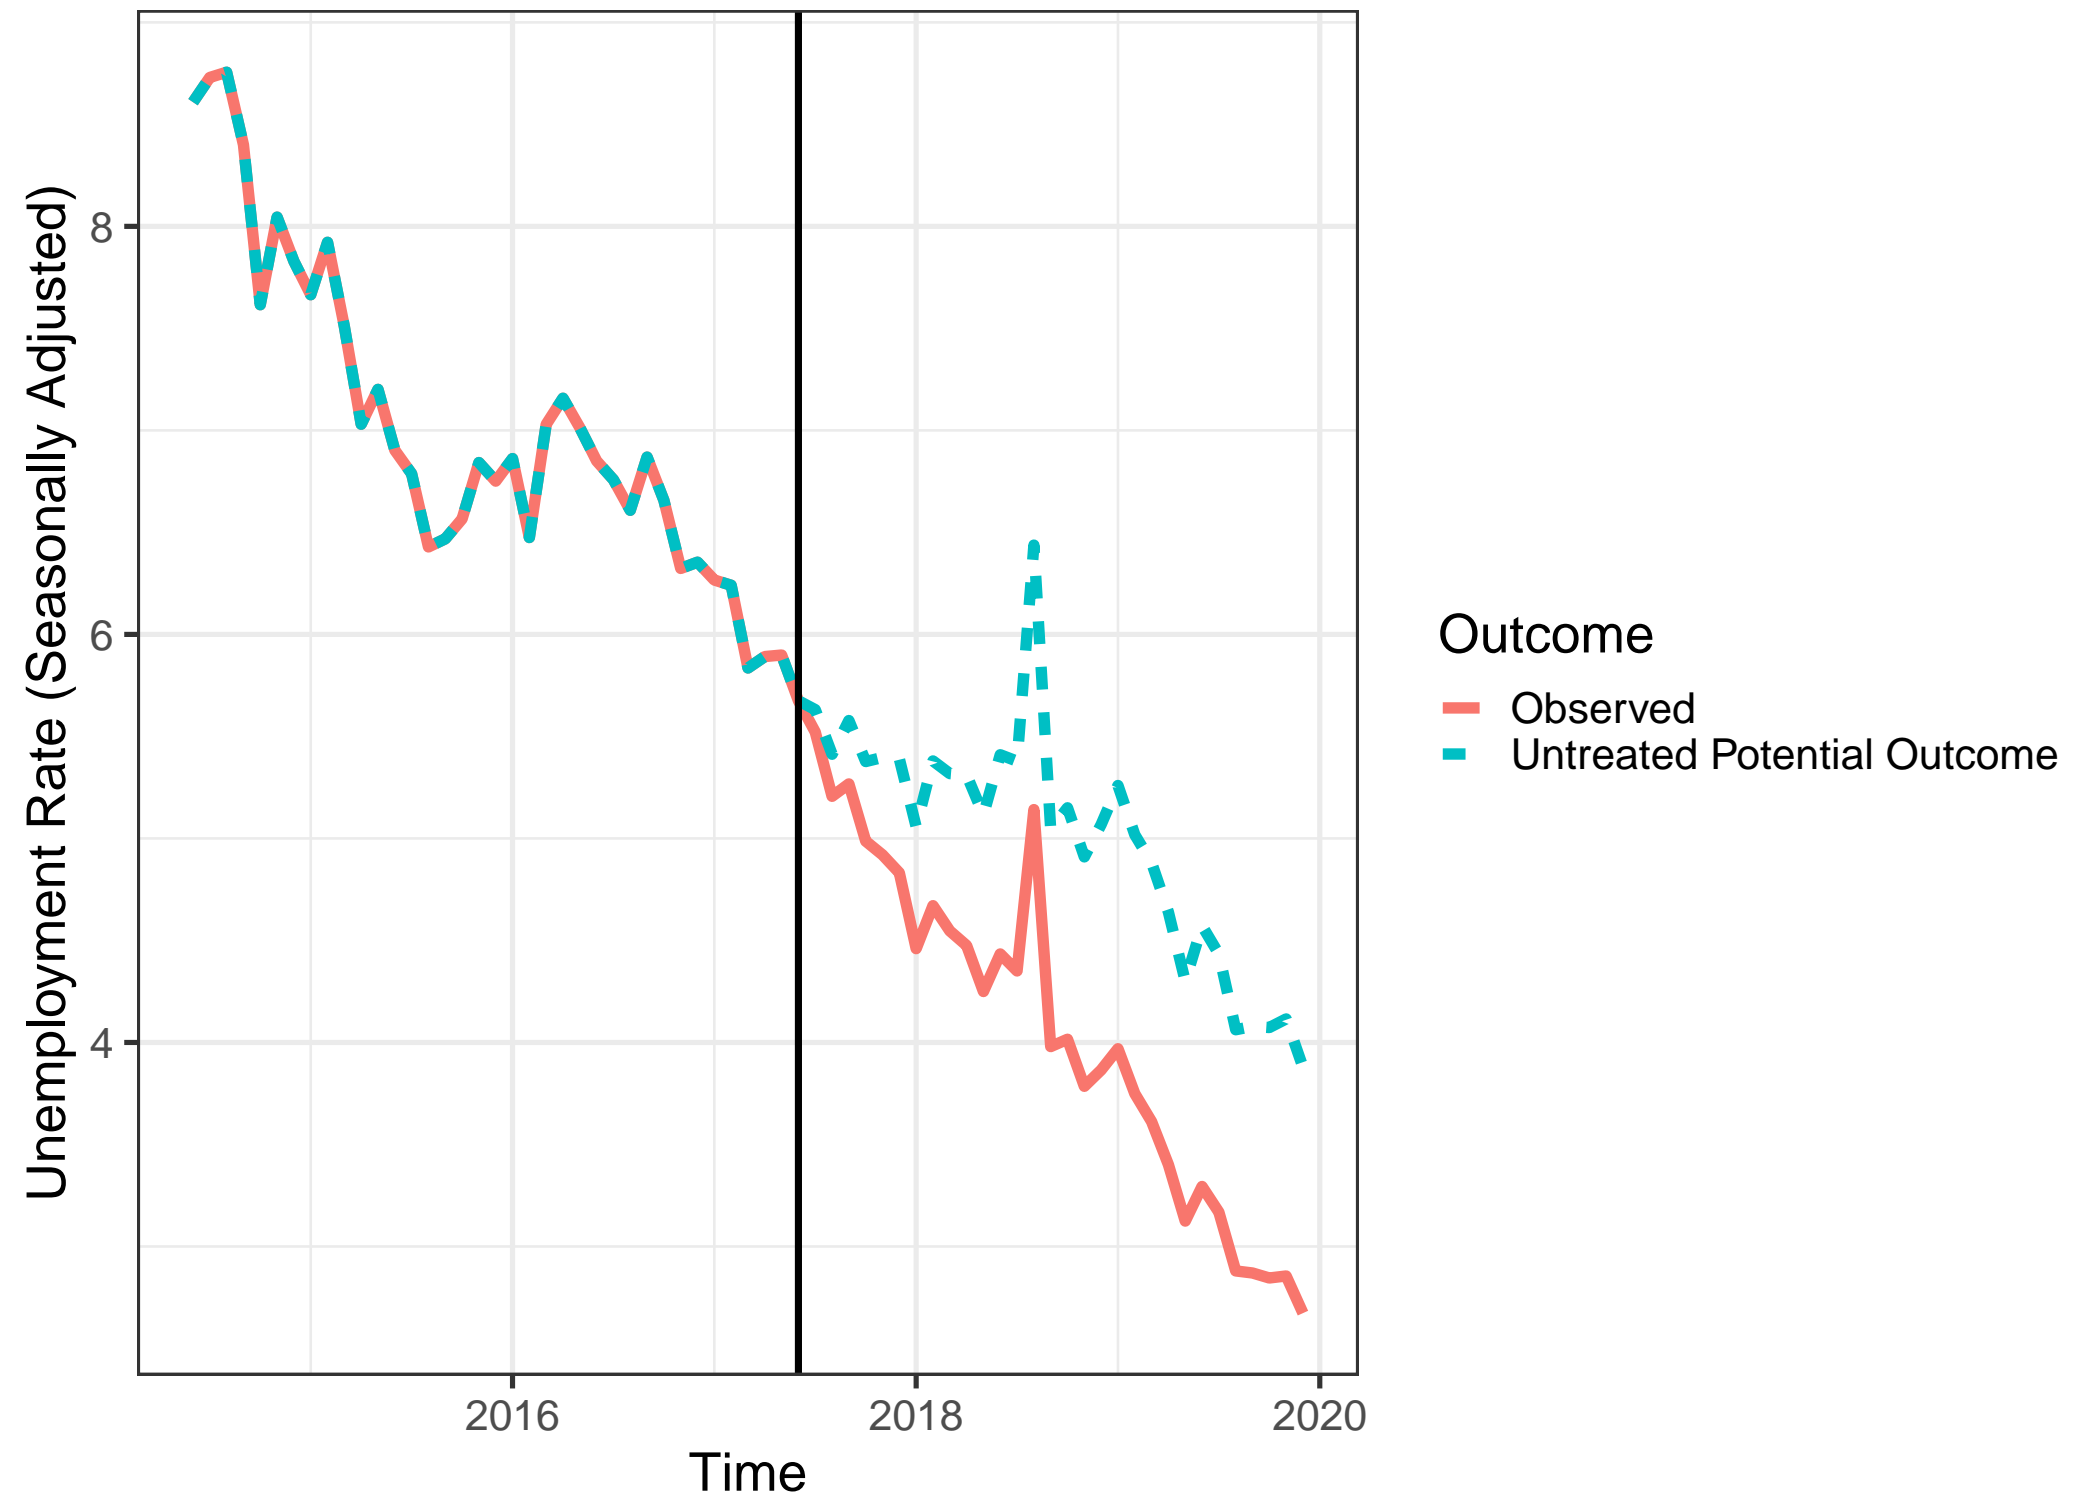 Unemployment Rate (Seasonally Adjusted)
8
6
4
2016
2018
2020
Time
Outcome
Observed
Untreated Potential Outcome